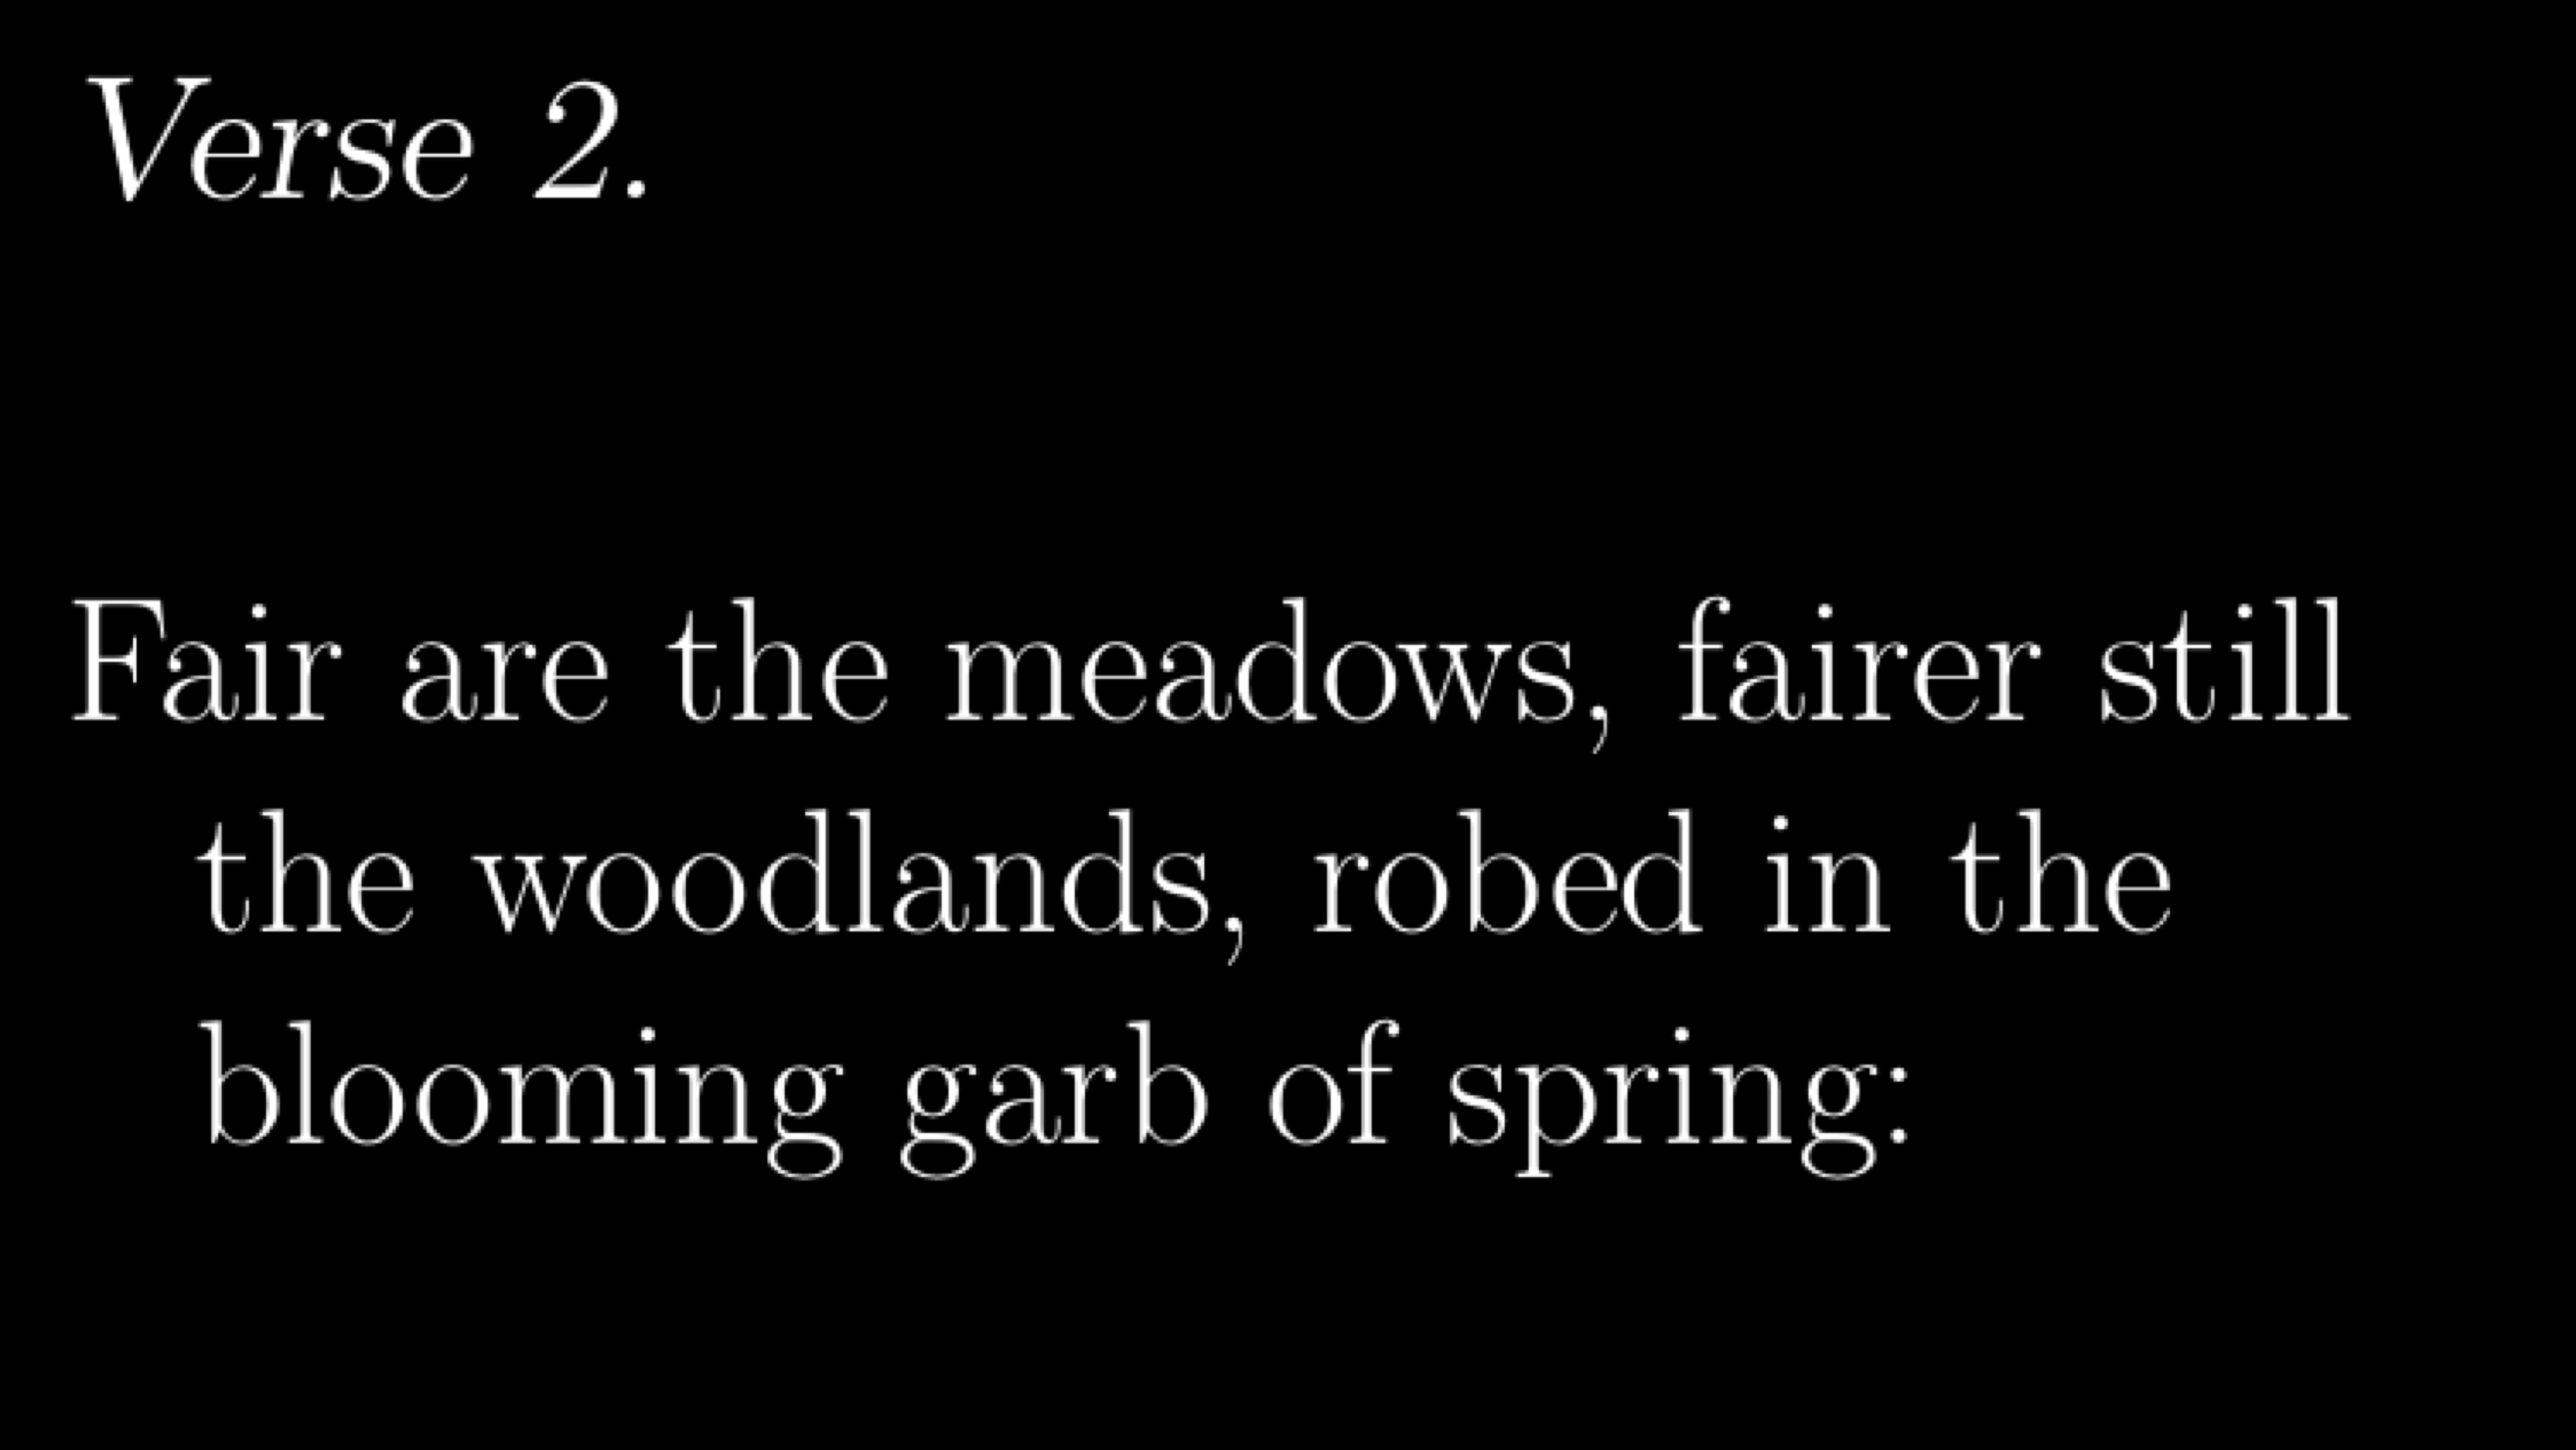 Verse 2.
Fair are the meadows, fairer still
the woodlands, robed in the
blooming garb of spring: